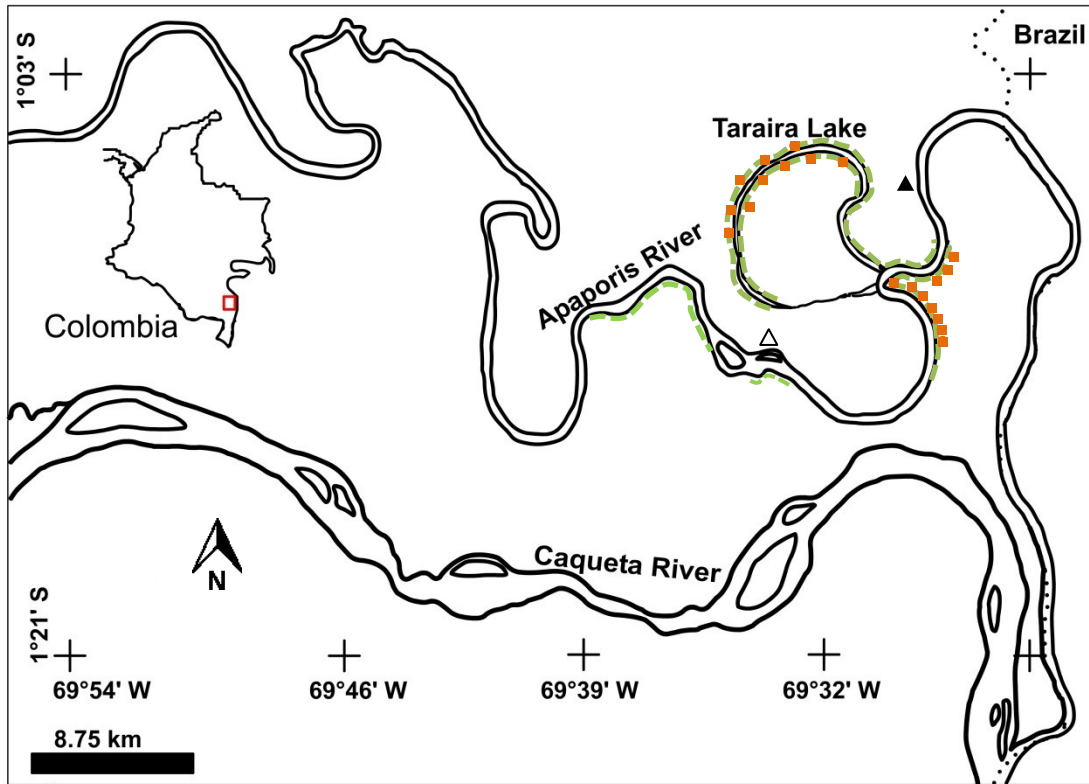 Brazil
1°03' S
Taraira Lake
Apaporis River
Colombia
Caqueta River
N
1°21' S
69°54' W
69°46' W
69°39' W
69°32' W
8.75 km